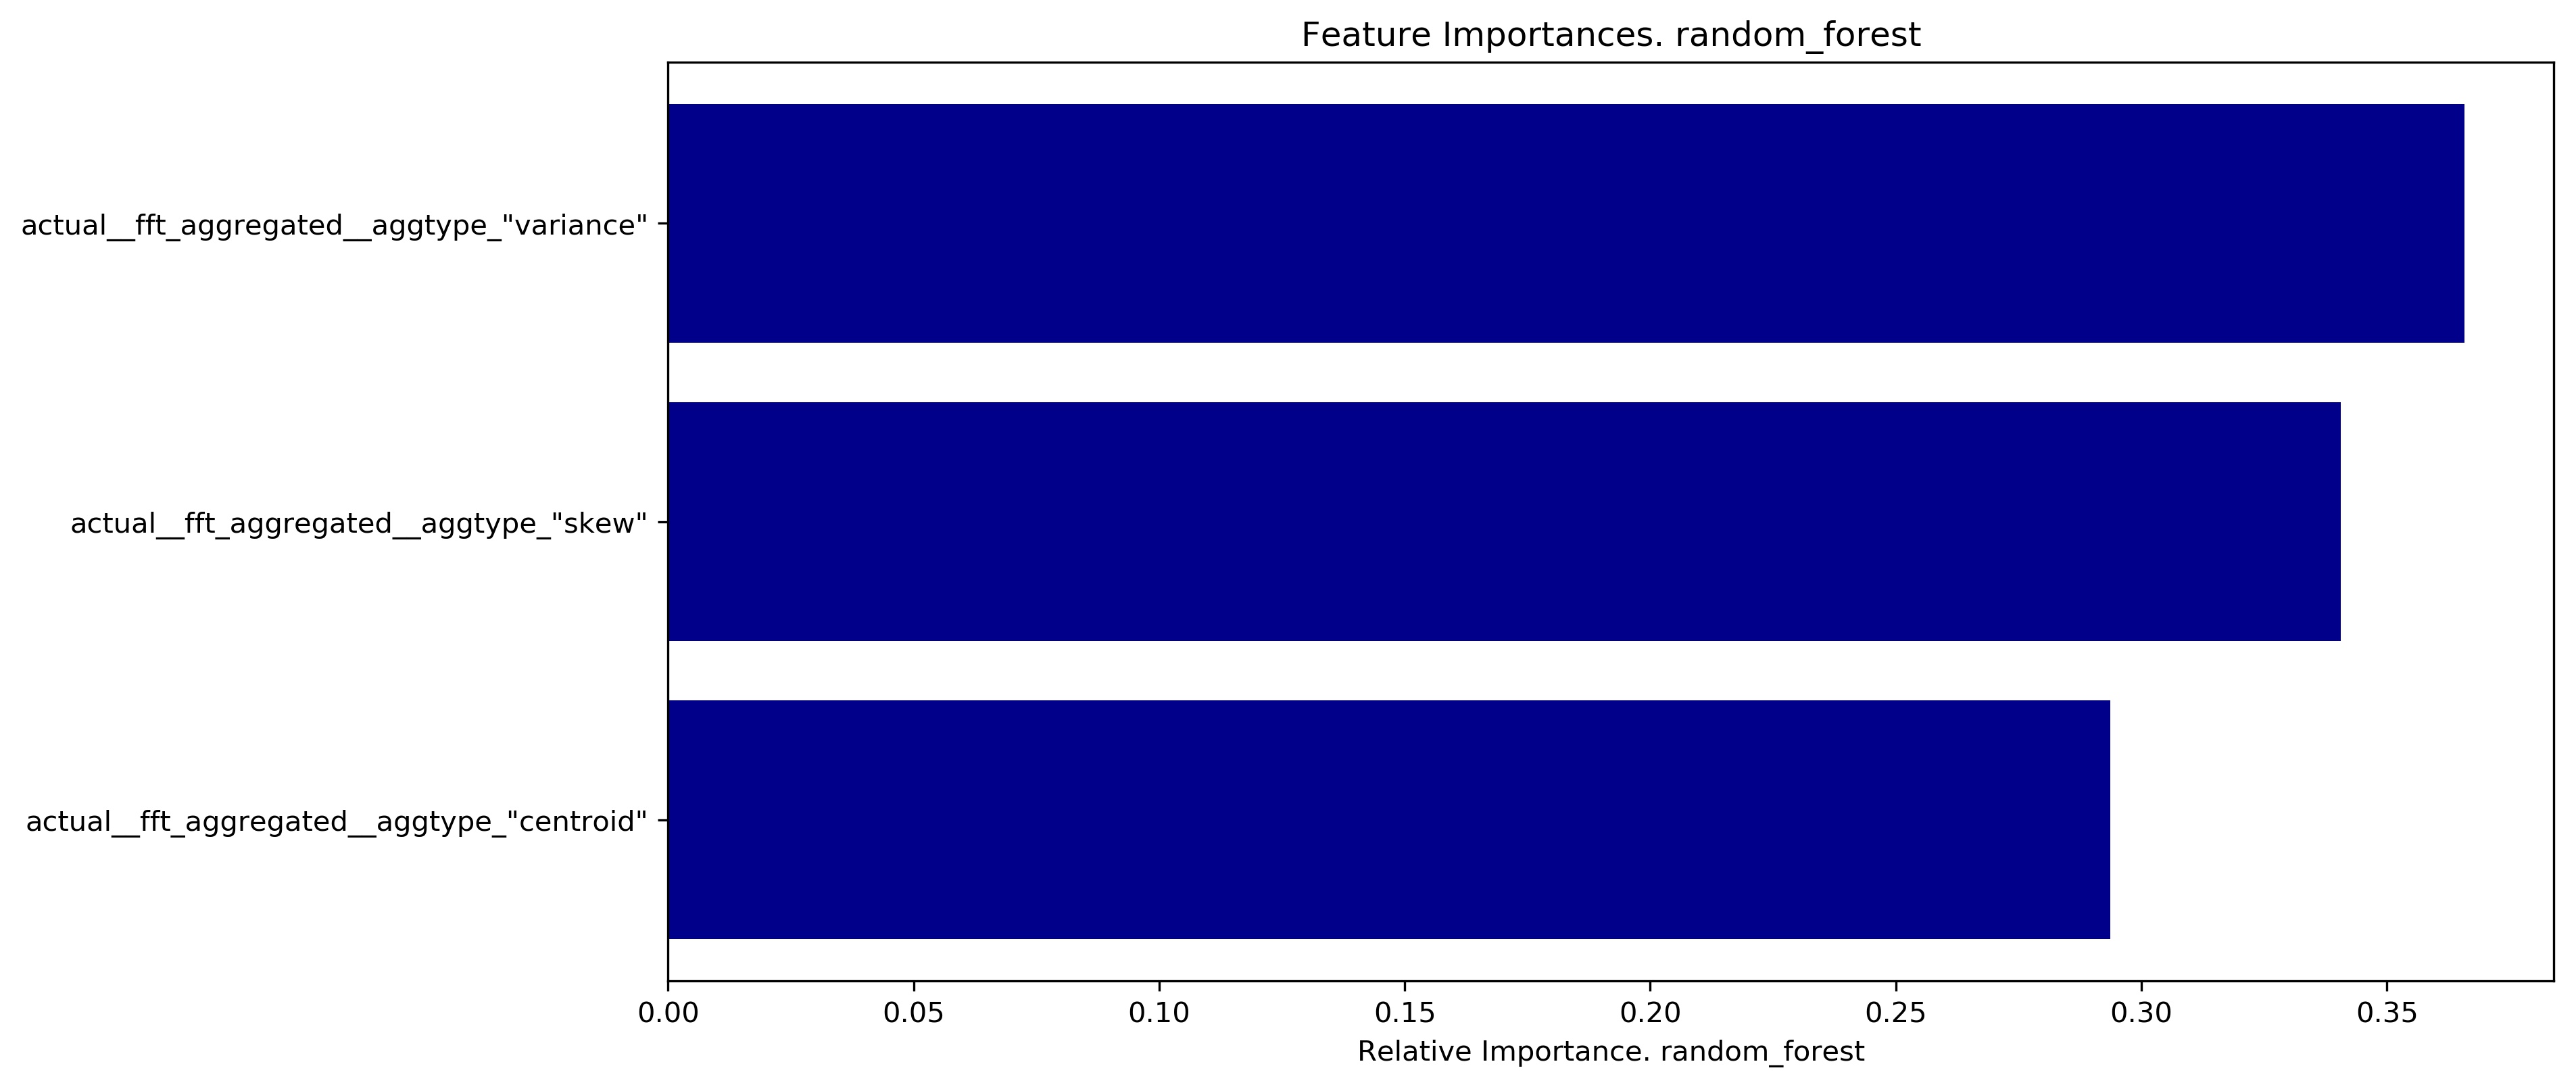 Feature Importances. random_forest
actual__fft_aggregated__aggtype_"variance"
actual__fft_aggregated__aggtype_"skew"
actual__fft_aggregated__aggtype_"centroid"
0.00 0.05 0.10 0.15 0.20 0.25 0.30 0.35
Relative Importance. random_forest